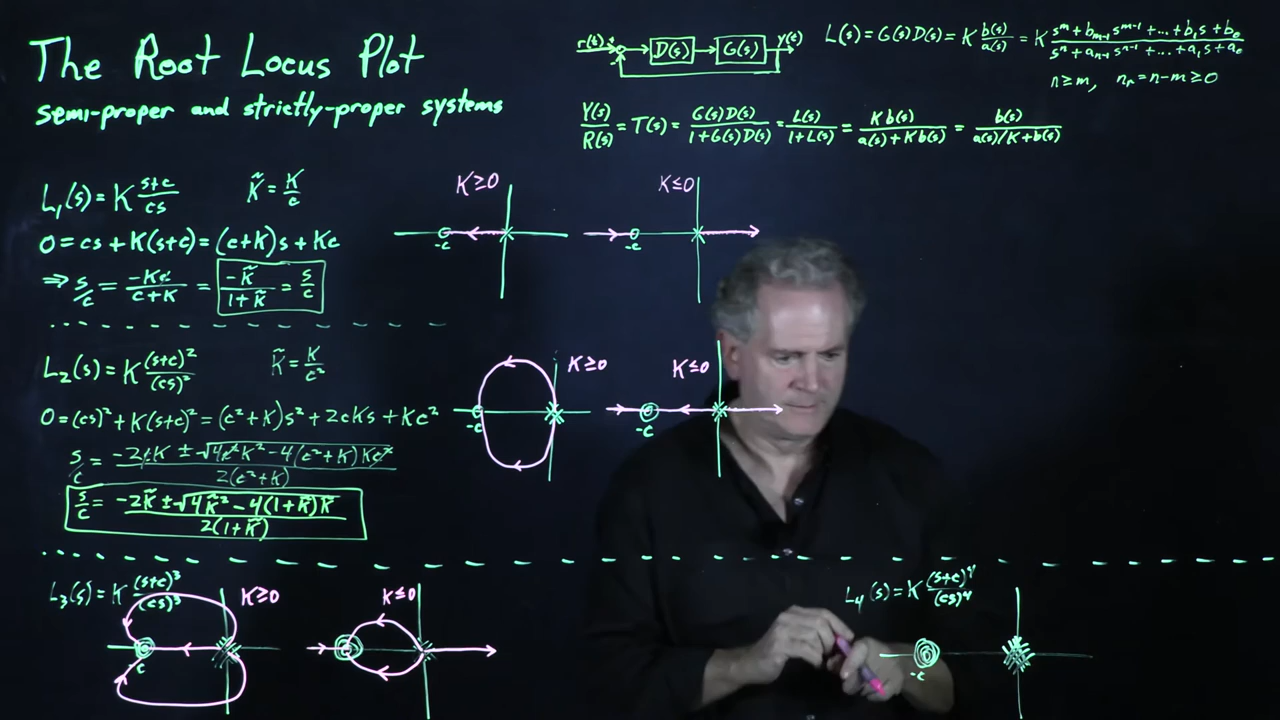 The Root Locus Plot
semi-proper and strictly-proper systems
r(t) + - D(s) G(s) y(t)
L(s) = G(s)D(s) = K b(s)/a(s) = K (s^m + b_{m-1}s^{m-1} + ... + b_1 s + b_0)/(s^n + a_{n-1}s^{n-1} + ... + a_1 s + a_0)
n ≥ m, n_r = n-m ≥ 0
Y(s)/R(s) = T(s) = G(s)D(s)/(1+G(s)D(s)) = L(s)/(1+L(s)) = Kb(s)/(a(s)+Kb(s)) = b(s)/(a(s)/K+b(s))
L_1(s) = K (s+c)/(cs) K̃ = K/c
0 = cs + K(s+c) = (c+K)s + Kc
⇒ s/c = -Kc/(c+K) = -K̃/(1+K̃) = s/c
K≥0 -c
K≤0 -c
L_2(s) = K (s+c)^2/(cs)^2 K̃ = K/c^2
0 = (cs)^2 + K(s+c)^2 = (c^2+K)s^2 + 2cKs + Kc^2
s/c = (-2cK ± √(4c^2K^2 - 4(c^2+K)Kc^2))/(2(c^2+K))
s/c = (-2K̃ ± √(4K̃^2 - 4(1+K̃)K̃))/(2(1+K̃))
K≥0 -c
K≤0 -c
L_3(s) = K (s+c)^3/(cs)^3
K≥0 -c
K≤0
L_4(s) = K (s+c)^4/(cs)^4
-c